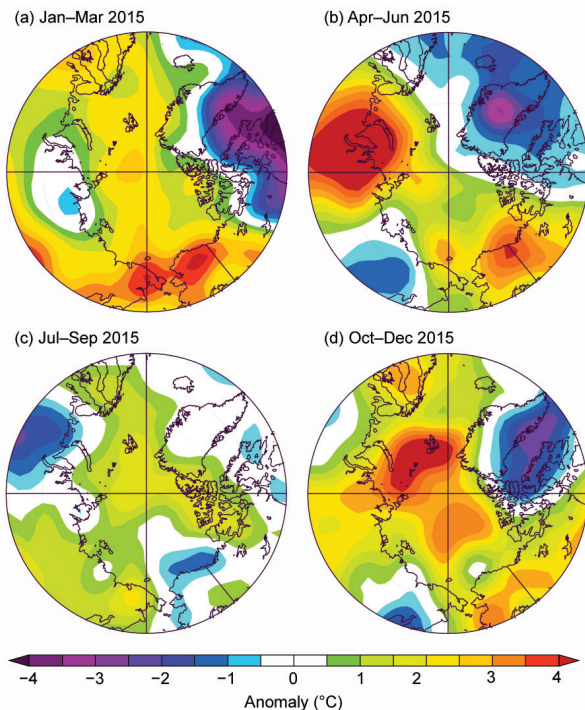 (a) Jan–Mar 2015
(b) Apr–Jun 2015
(c) Jul–Sep 2015
(d) Oct–Dec 2015
−4 −3 −2 −1 0 1 2 3 4
Anomaly (°C)